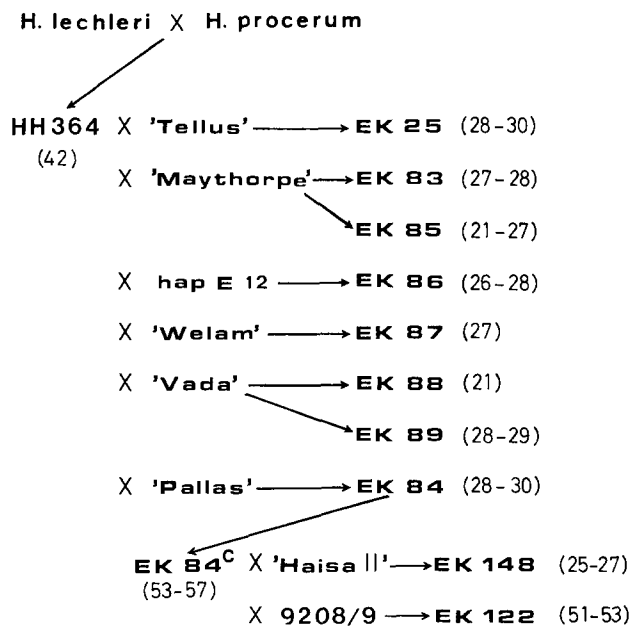 H. lechleri X H. procerum
HH364 X 'Tellus' → EK 25 (28-30)
(42)
X 'Maythorpe' → EK 83 (27-28)
EK 85 (21-27)
X hap E 12 → EK 86 (26-28)
X 'Welam' → EK 87 (27)
X 'Vada' → EK 88 (21)
EK 89 (28-29)
X 'Pallas' → EK 84 (28-30)
EK 84ᶜ X 'Haisa II' → EK 148 (25-27)
(53-57)
X 9208/9 → EK 122 (51-53)